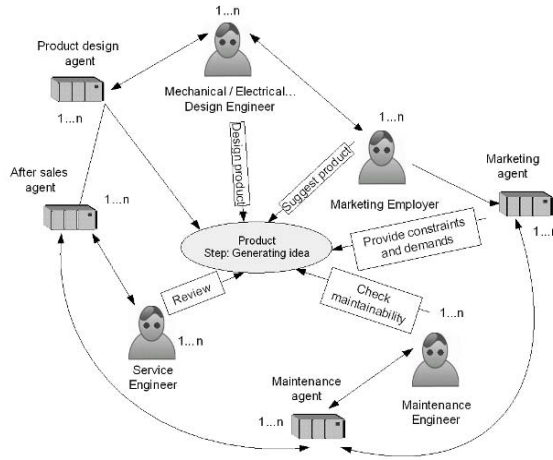 1...n
Product design
agent
1...n
Mechanical / Electrical...
Design Engineer
1...n
Design product
Suggest product
After sales
agent
1...n
Marketing Employer
Marketing
agent
1...n
Product
Step: Generating idea
Provide constraints
and demands
Review
Check
maintainability
1...n
1...n
Service
Engineer
Maintenance
agent
1...n
Maintenance
Engineer